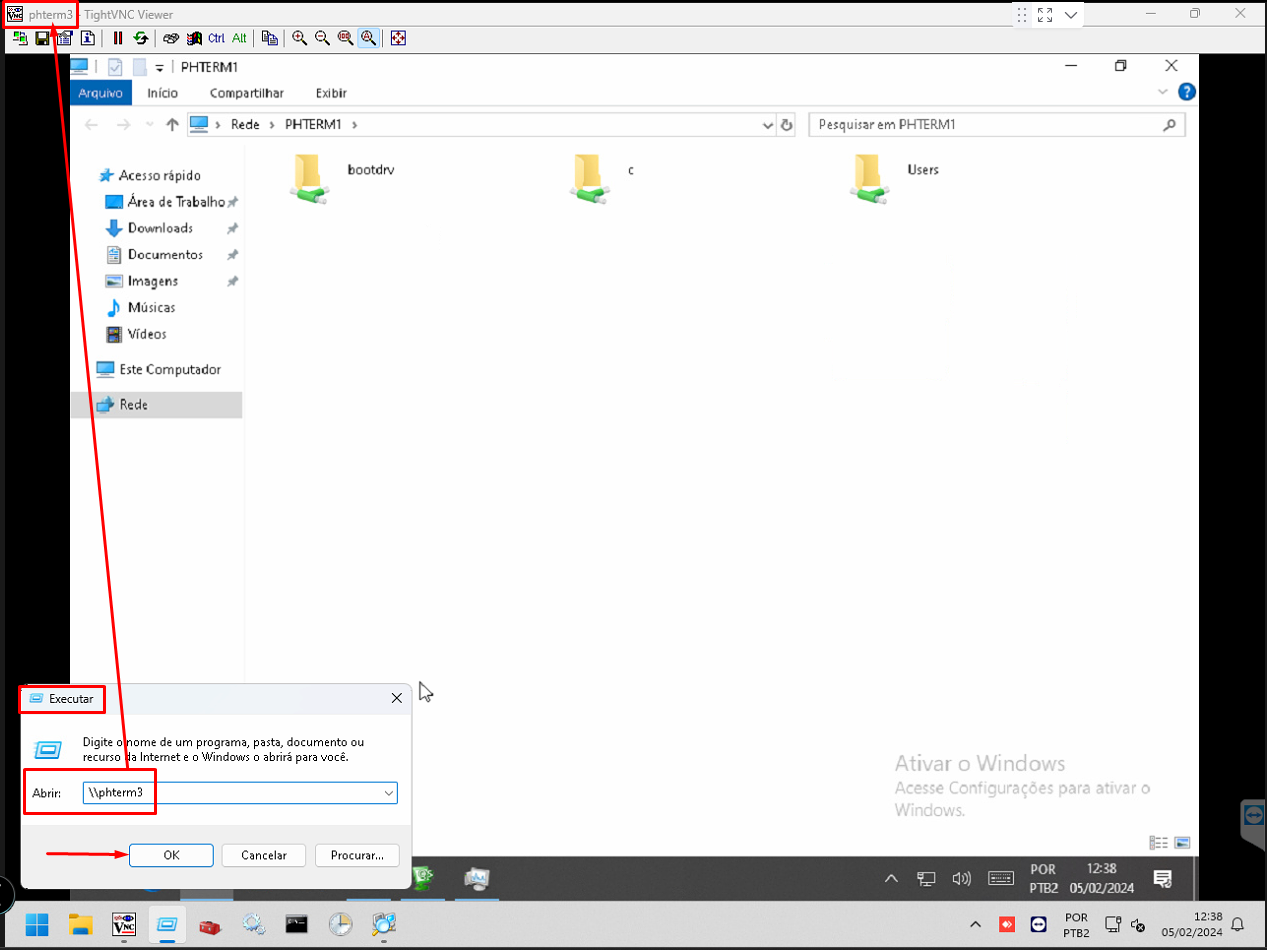 phterm3 - TightVNC Viewer
Ctrl Alt
PHTERM1
Arquivo Início Compartilhar Exibir
Rede PHTERM1
Pesquisar em PHTERM1
Acesso rápido
Área de Trabalho
Downloads
Documentos
Imagens
Músicas
Vídeos
Este Computador
Rede
bootdrv
c
Users
Executar
Digite o nome de um programa, pasta, documento ou
recurso da Internet e o Windows o abrirá para você.
Abrir: \\phterm3
OK Cancelar Procurar...
Ativar o Windows
Acesse Configurações para ativar o
Windows.
POR 12:38
PTB2 05/02/2024
POR 12:38
PTB2 05/02/2024